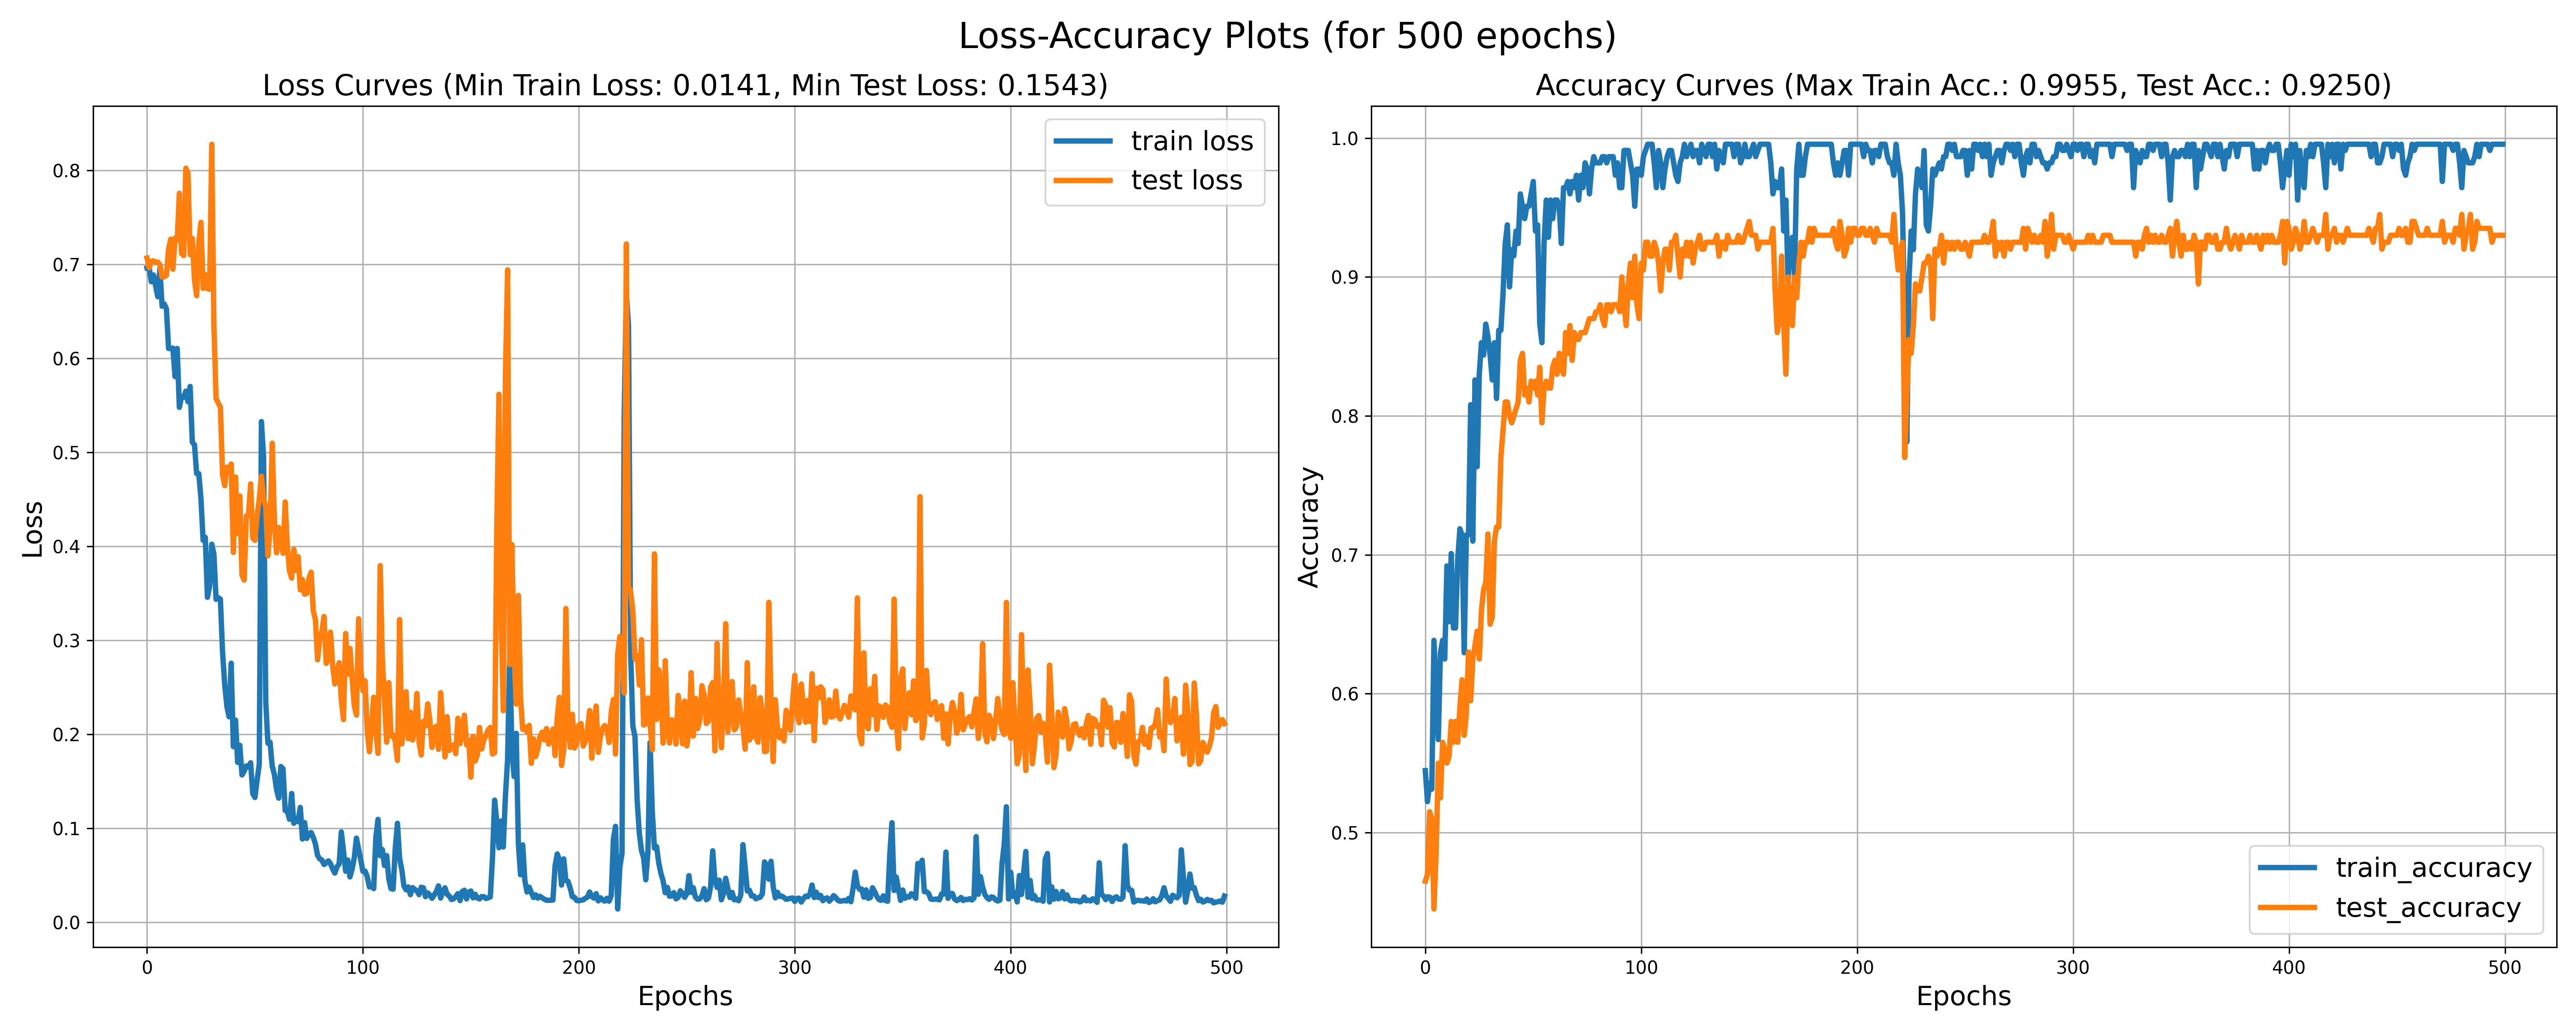 Loss-Accuracy Plots (for 500 epochs)
Loss Curves (Min Train Loss: 0.0141, Min Test Loss: 0.1543)
train loss
test loss
Loss
0.8
0.7
0.6
0.5
0.4
0.3
0.2
0.1
0.0
0
100
200
300
400
500
Epochs
Accuracy Curves (Max Train Acc.: 0.9955, Test Acc.: 0.9250)
Accuracy
1.0
0.9
0.8
0.7
0.6
0.5
train_accuracy
test_accuracy
0
100
200
300
400
500
Epochs